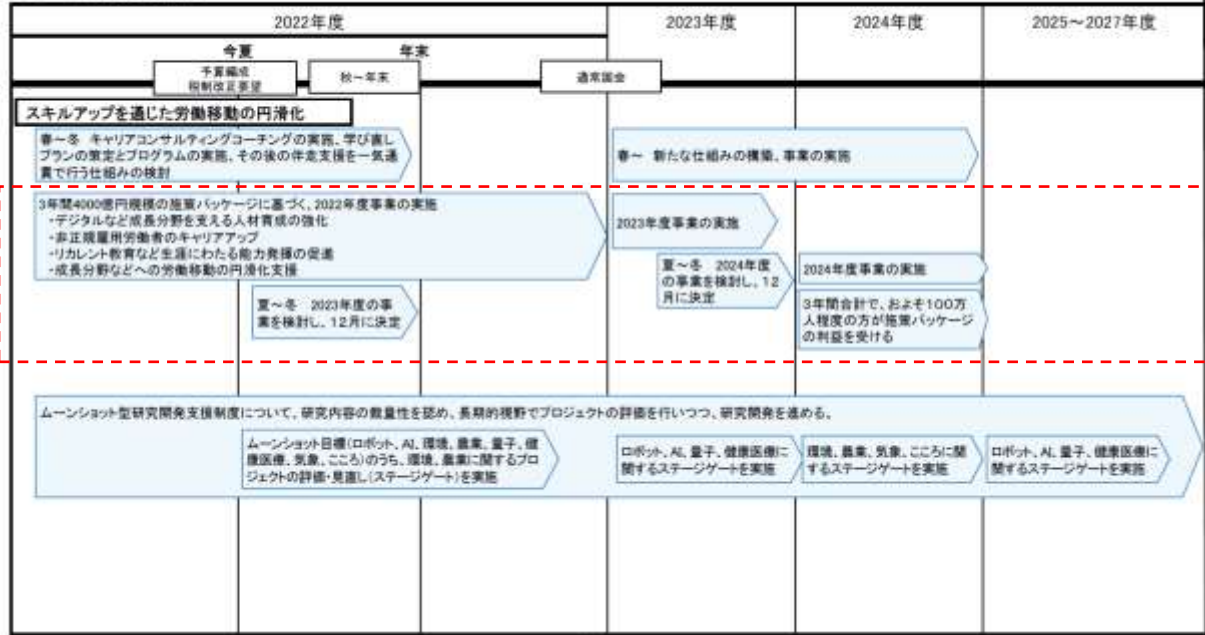 2022年度
2023年度
2024年度
2025～2027年度
今夏
年末
予算編成
税制改正要望
秋～年末
通常国会
スキルアップを通じた労働移動の円滑化
春～冬 キャリアコンサルティングコーチングの実施、学び直し
プランの策定とプログラムの実施、その後の伴走支援を一気通
貫で行う仕組みの検討
春～ 新たな仕組みの構築、事業の実施
3年間4000億円規模の施策パッケージに基づく、2022年度事業の実施
・デジタルなど成長分野を支える人材育成の強化
・非正規雇用労働者のキャリアアップ
・リカレント教育など生涯にわたる能力発揮の促進
・成長分野などへの労働移動の円滑化支援
2023年度事業の実施
夏～冬 2024年度
の事業を検討し、12
月に決定
2024年度事業の実施
夏～冬 2023年度の事
業を検討し、12月に決定
3年間合計で、およそ100万
人程度の方が施策パッケージ
の利益を受ける
ムーンショット型研究開発支援制度について、研究内容の裁量性を認め、長期的視野でプロジェクトの評価を行いつつ、研究開発を進める。
ムーンショット目標（ロボット、AI、環境、農業、量子、健
康医療、気象、こころ）のうち、環境、農業に関するプロ
ジェクトの評価・見直し（ステージゲート）を実施
ロボット、AI、量子、健康医療に
関するステージゲートを実施
環境、農業、気象、こころに関
するステージゲートを実施
ロボット、AI、量子、健康医療に
関するステージゲートを実施